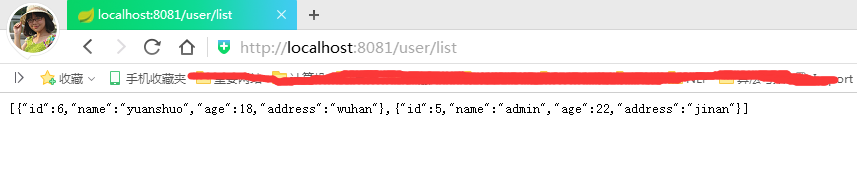 localhost:8081/user/list
http://localhost:8081/user/list
收藏 手机收藏夹
[{"id":6,"name":"yuanshuo","age":18,"address":"wuhan"},{"id":5,"name":"admin","age":22,"address":"jinan"}]